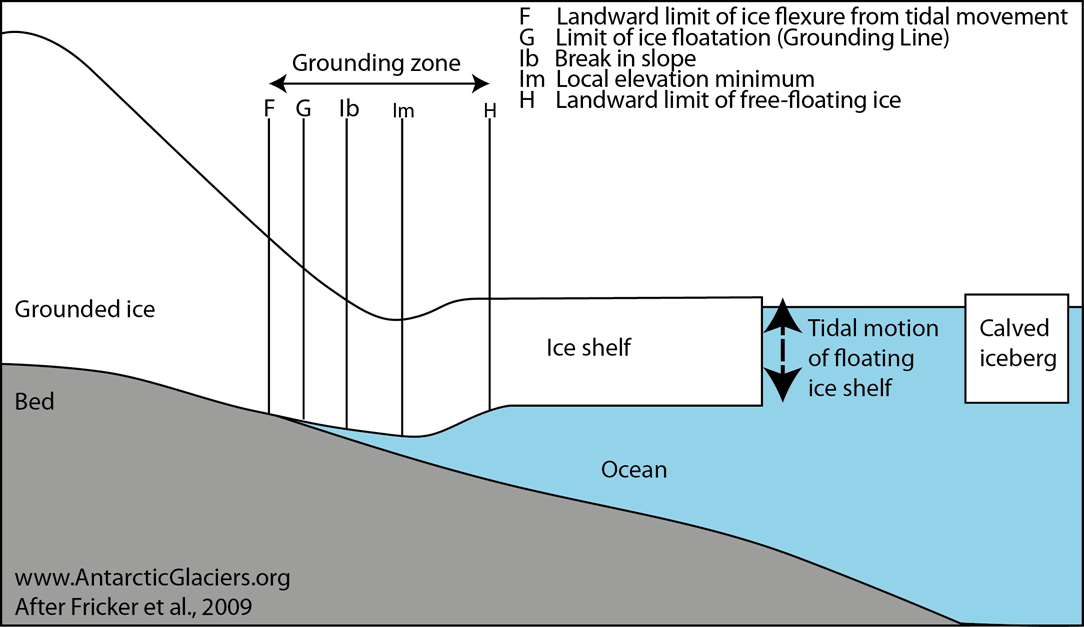 F Landward limit of ice flexure from tidal movement
G Limit of ice floatation (Grounding Line)
Ib Break in slope
Im Local elevation minimum
H Landward limit of free-floating ice
Grounding zone
F G Ib Im H
Grounded ice
Bed
Ice shelf
Tidal motion
of floating
ice shelf
Calved
iceberg
Ocean
www.AntarcticGlaciers.org
After Fricker et al., 2009